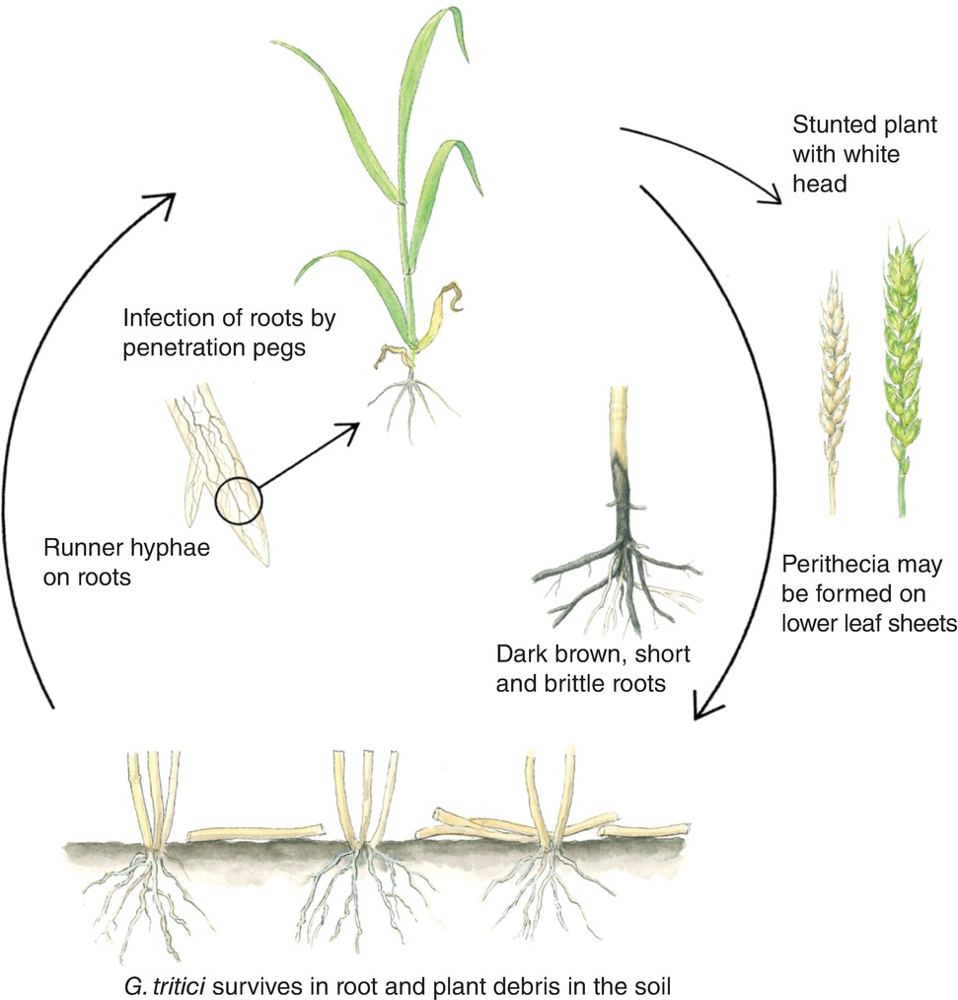 Stunted plant
with white
head
Infection of roots by
penetration pegs
Runner hyphae
on roots
Perithecia may
be formed on
lower leaf sheets
Dark brown, short
and brittle roots
G. tritici survives in root and plant debris in the soil